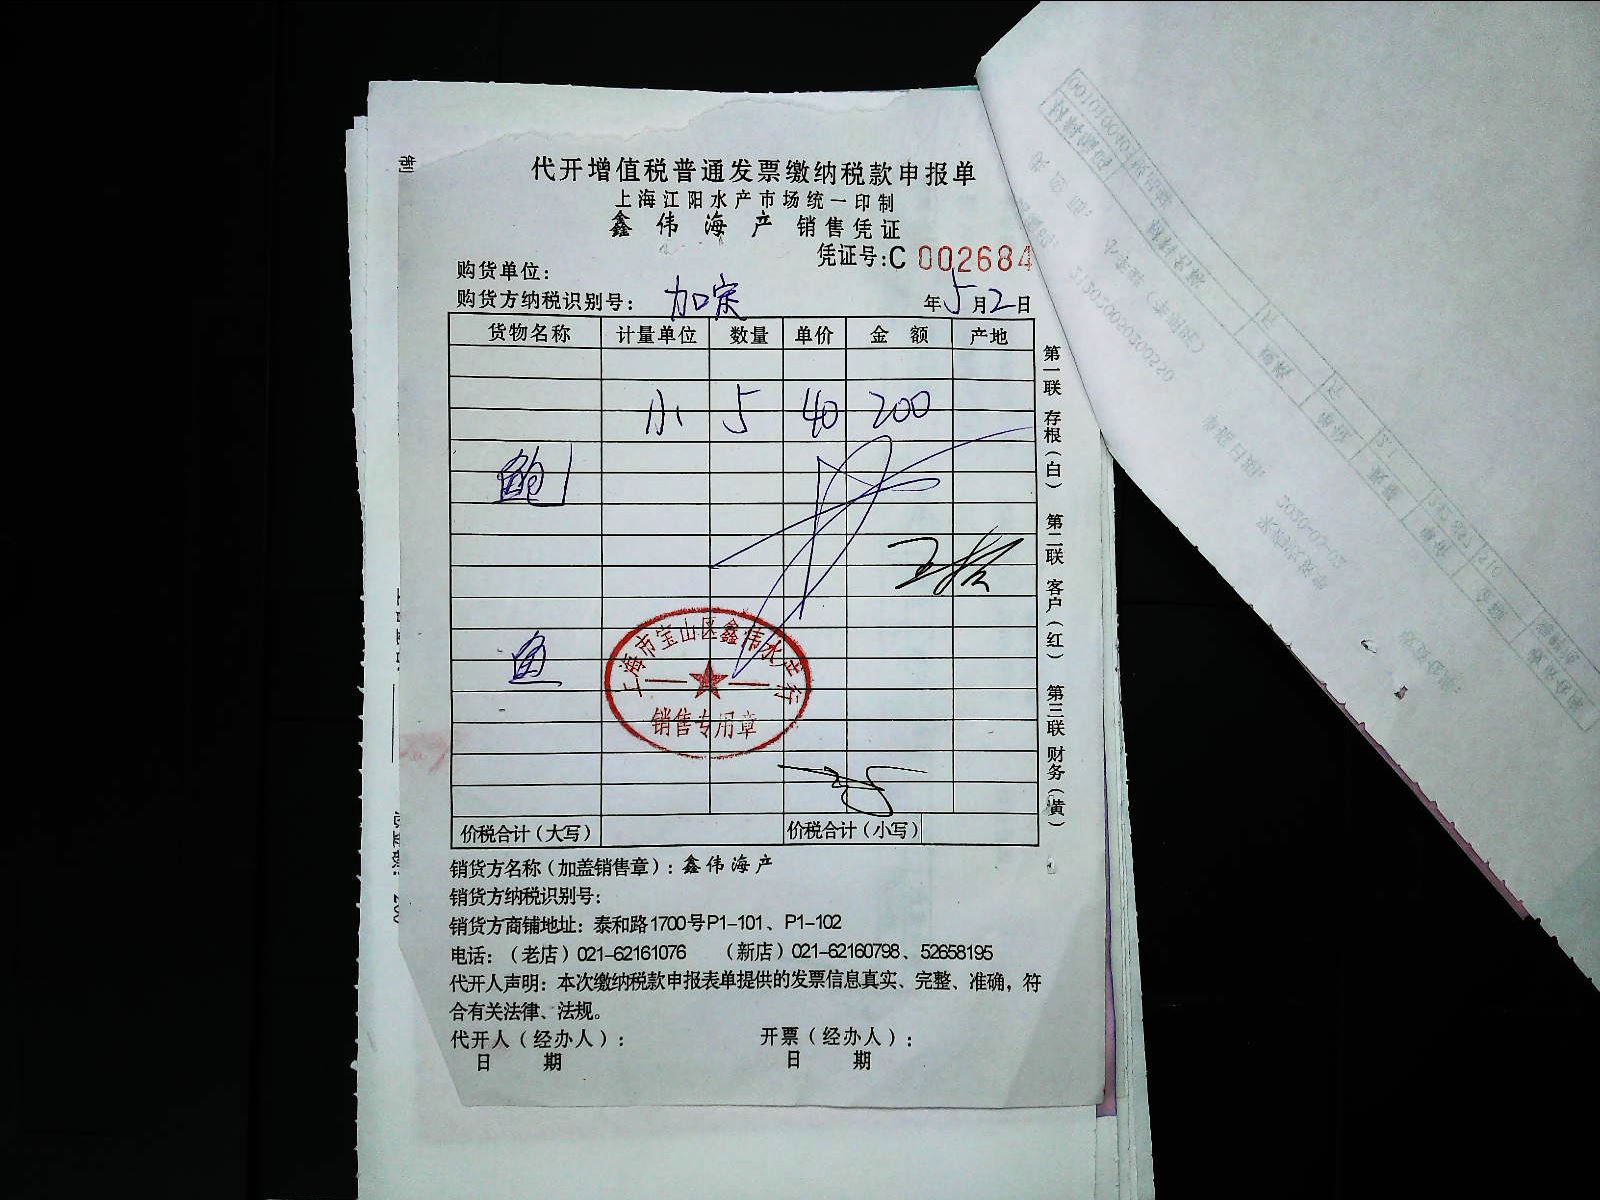 代开增值税普通发票缴纳税款申报单
上海江阳水产市场统一印制
鑫伟海产 销售凭证
凭证号:C 002684
购货单位:
购货方纳税识别号: 加定 年5月2日
货物名称 计量单位 数量 单价 金额 产地
小 5 40 200
鲍
鱼
上海市宝山区鑫伟水产行
销售专用章
价税合计(大写) 价税合计(小写)
第一联 存根(白) 第二联 客户(红) 第三联 财务(黄)
销货方名称(加盖销售章):鑫伟海产
销货方纳税识别号:
销货方商铺地址:泰和路1700号P1-101、P1-102
电话:(老店)021-62161076 (新店)021-62160798、52658195
代开人声明:本次缴纳税款申报表单提供的发票信息真实、完整、准确,符
合有关法律、法规。
代开人(经办人): 开票(经办人):
日 期 日 期